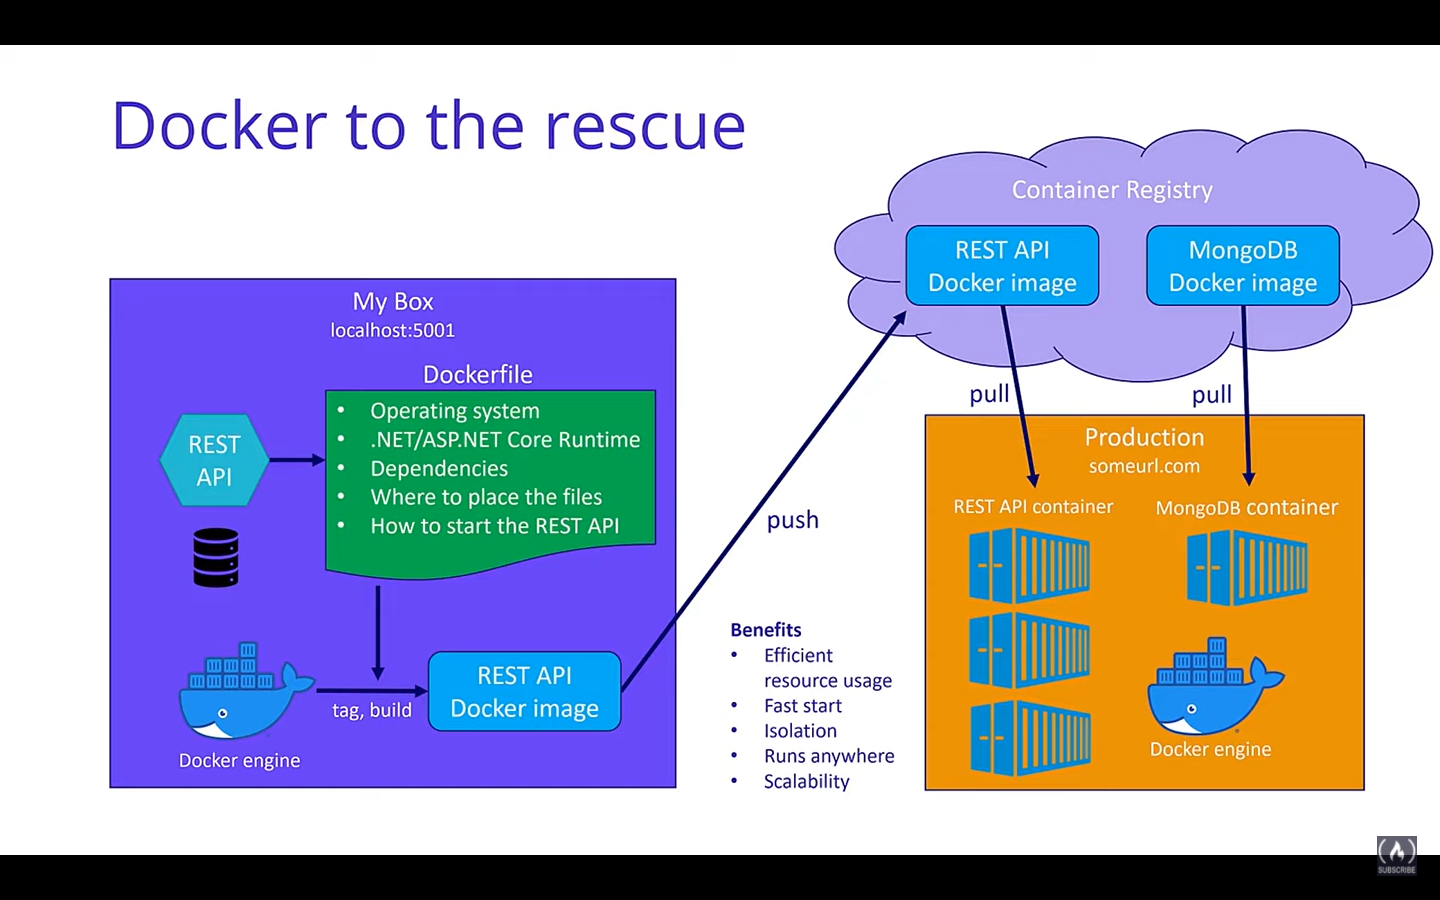 Docker to the rescue
Container Registry
REST API
Docker image
MongoDB
Docker image
My Box
localhost:5001
Dockerfile
• Operating system
• .NET/ASP.NET Core Runtime
• Dependencies
• Where to place the files
• How to start the REST API
REST
API
tag, build
REST API
Docker image
Docker engine
push
pull
pull
Benefits
• Efficient
resource usage
• Fast start
• Isolation
• Runs anywhere
• Scalability
Production
someurl.com
REST API container
MongoDB container
Docker engine
SUBSCRIBE